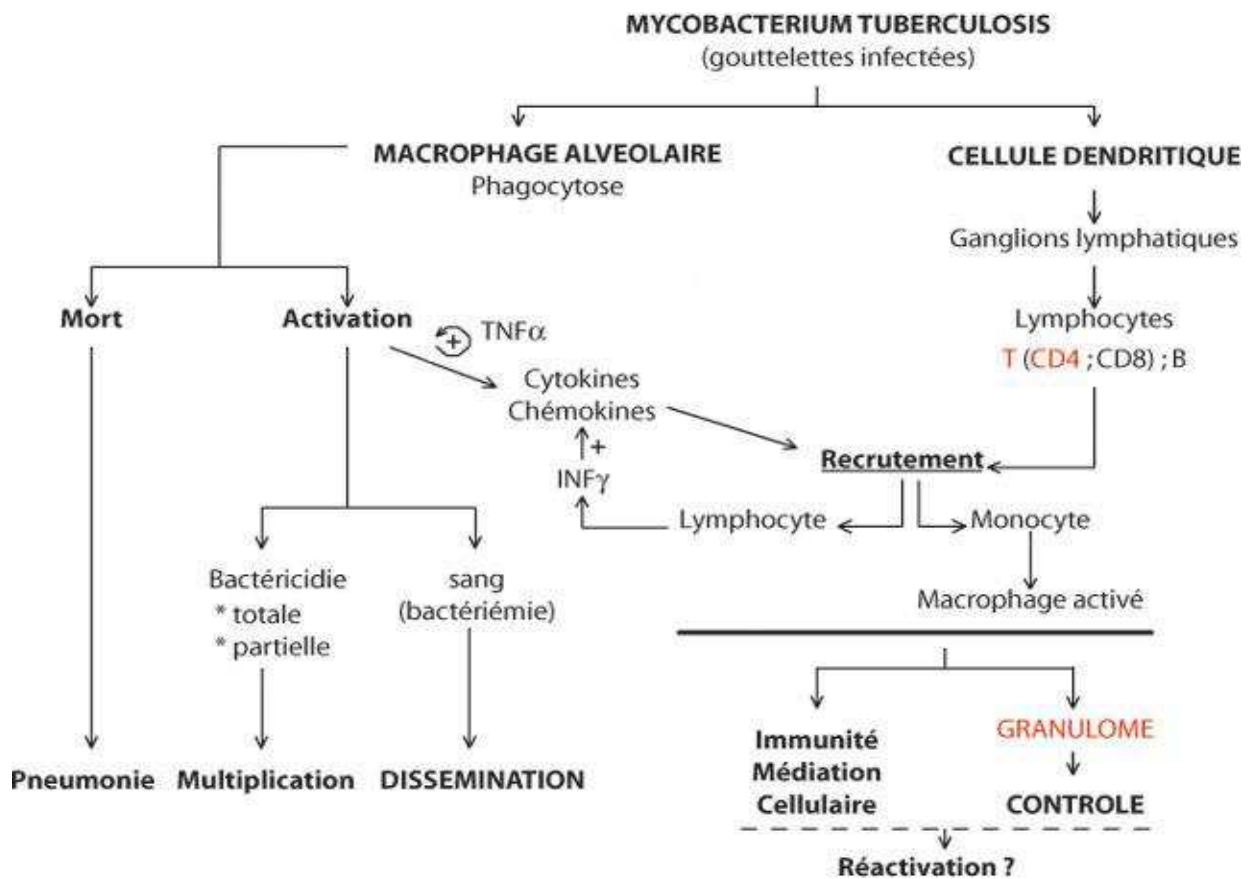 MYCOBACTERIUM TUBERCULOSIS
(gouttelettes infectées)
MACROPHAGE ALVEOLAIRE
Phagocytose
CELLULE DENDRITIQUE
Ganglions lymphatiques
Mort
Activation
+
TNFα
Lymphocytes
T (CD4 ; CD8) ; B
Cytokines
Chémokines
+
INFγ
Recrutement
Lymphocyte
Monocyte
Macrophage activé
Bactéricidie
* totale
* partielle
sang
(bactériémie)
Pneumonie
Multiplication
DISSEMINATION
Immunité
Médiation
Cellulaire
GRANULOME
CONTROLE
Réactivation ?